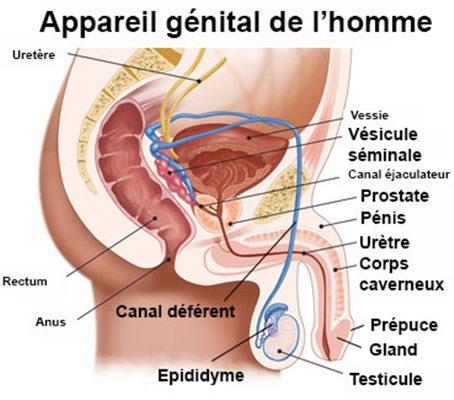 Appareil génital de l'homme
Uretère
Vessie
Vésicule
séminale
Canal éjaculateur
Prostate
Pénis
Urètre
Corps
caverneux
Rectum
Anus
Canal déférent
Prépuce
Gland
Epididyme
Testicule